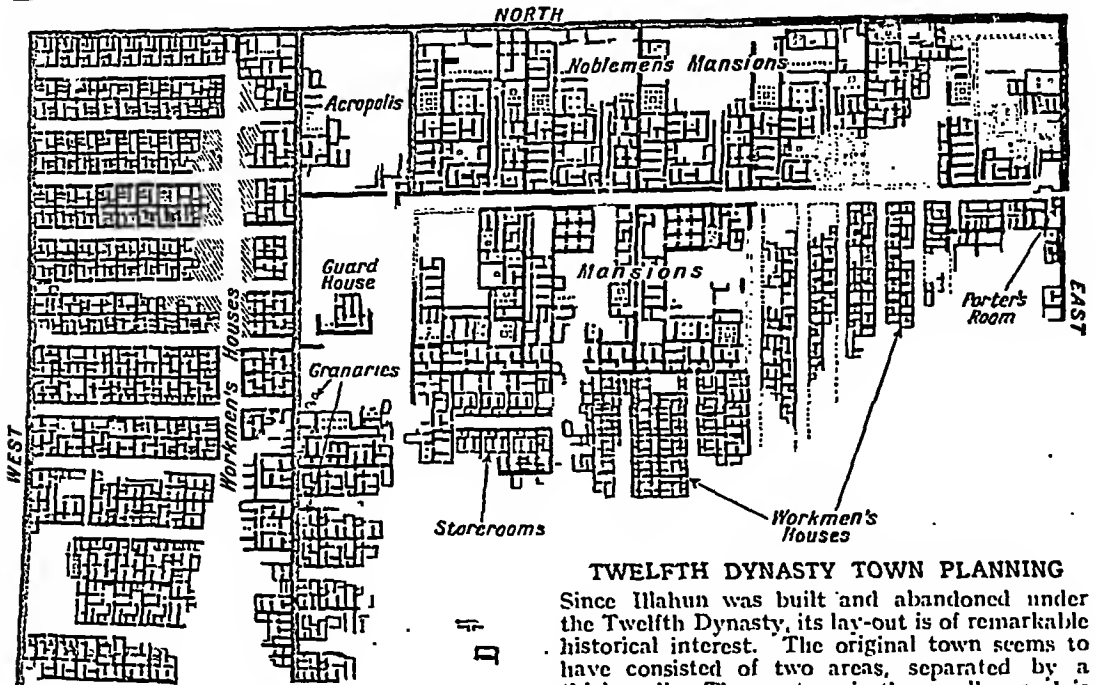 NORTH
Noblemen's Mansions
Acropolis
Mansions
Guard
House
Porter's
Room
EAST
Granaries
Workmen's Houses
WEST
Storerooms
Workmen's
Houses
TWELFTH DYNASTY TOWN PLANNING
Since Illahun was built and abandoned under
the Twelfth Dynasty, its lay-out is of remarkable
historical interest. The original town seems to
have consisted of two areas, separated by a